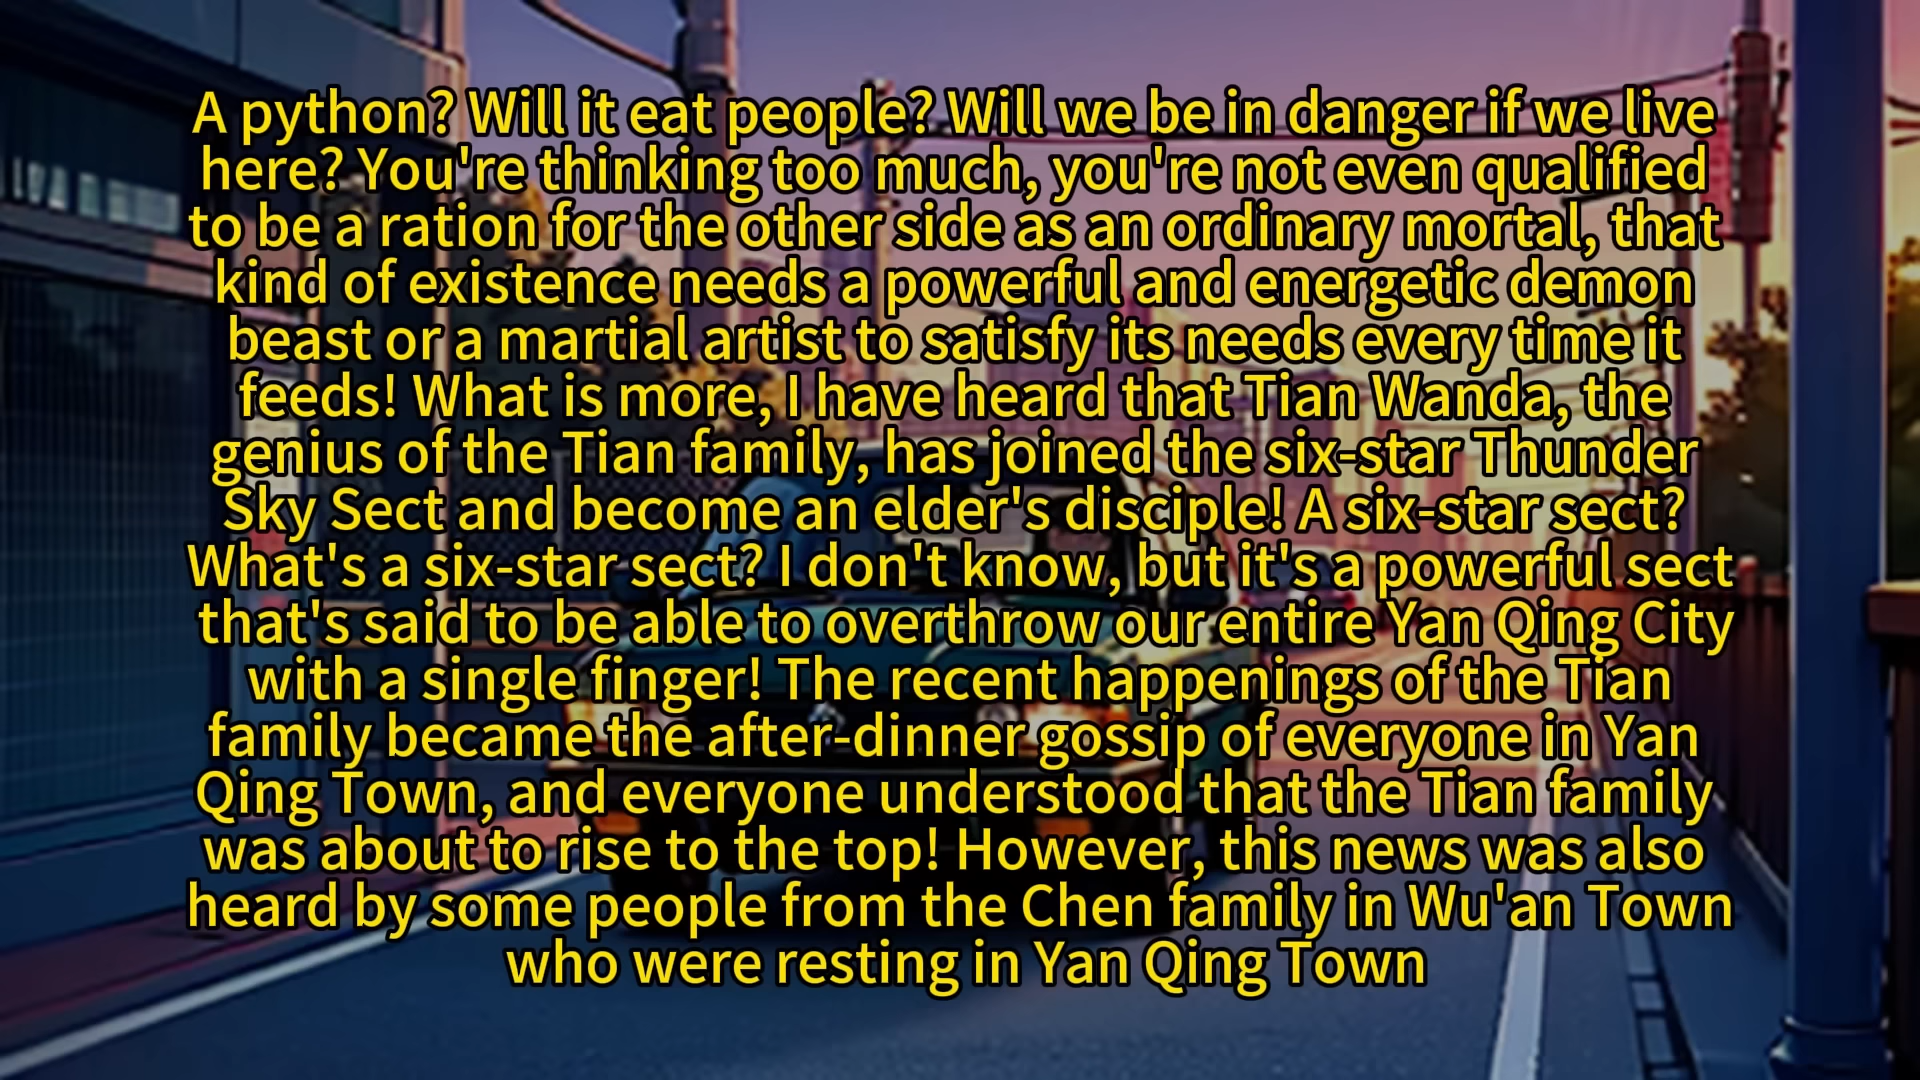 A python? Will it eat people? Will we be in danger if we live
here? You're thinking too much, you're not even qualified
to be a ration for the other side as an ordinary mortal, that
kind of existence needs a powerful and energetic demon
beast or a martial artist to satisfy its needs every time it
feeds! What is more, I have heard that Tian Wanda, the
genius of the Tian family, has joined the six-star Thunder
Sky Sect and become an elder's disciple! A six-star sect?
What's a six-star sect? I don't know, but it's a powerful sect
that's said to be able to overthrow our entire Yan Qing City
with a single finger! The recent happenings of the Tian
family became the after-dinner gossip of everyone in Yan
Qing Town, and everyone understood that the Tian family
was about to rise to the top! However, this news was also
heard by some people from the Chen family in Wu'an Town
who were resting in Yan Qing Town